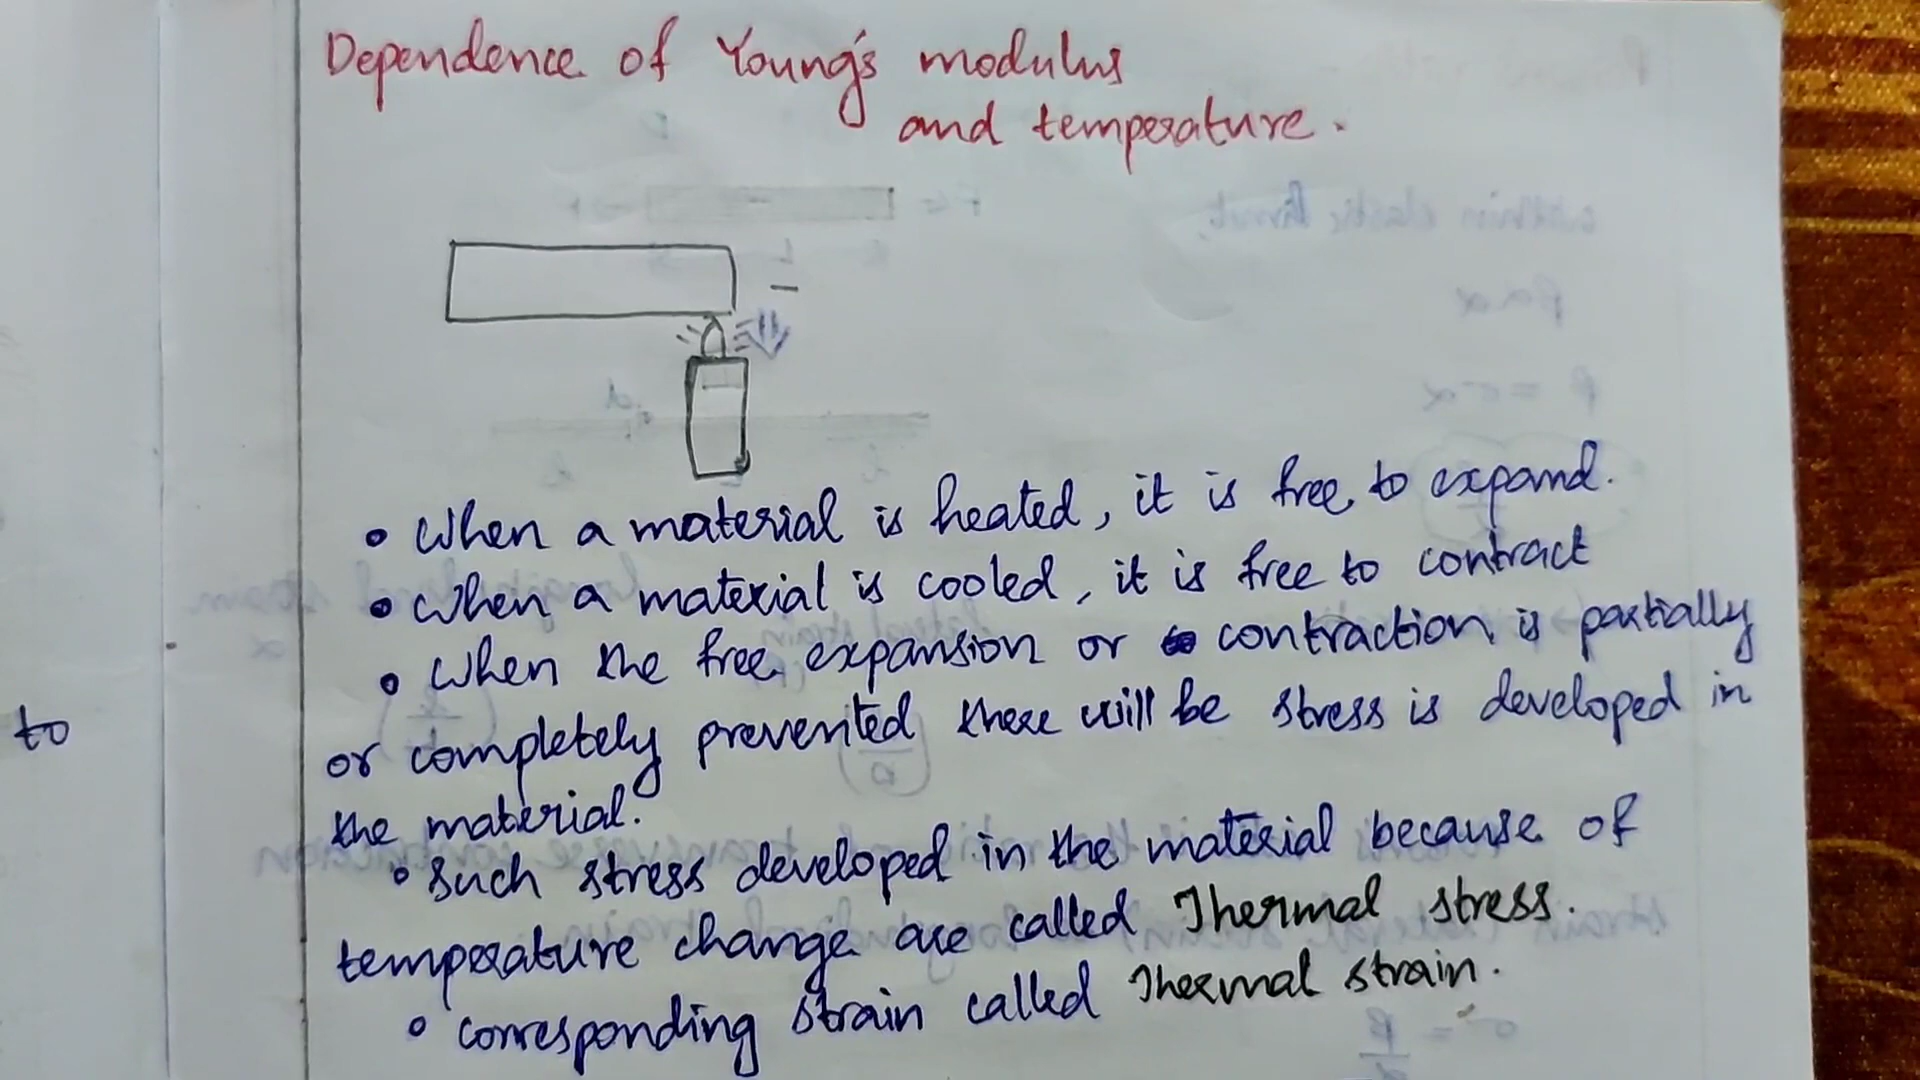 Dependence of Young's modulus
and temperature.
• When a material is heated, it is free to expand.
• When a material is cooled, it is free to contract
• When the free expansion or contraction is partially
or completely prevented there will be stress is developed in
the material.
• Such stress developed in the material because of
temperature change are called Thermal stress.
• corresponding strain called Thermal strain.
to